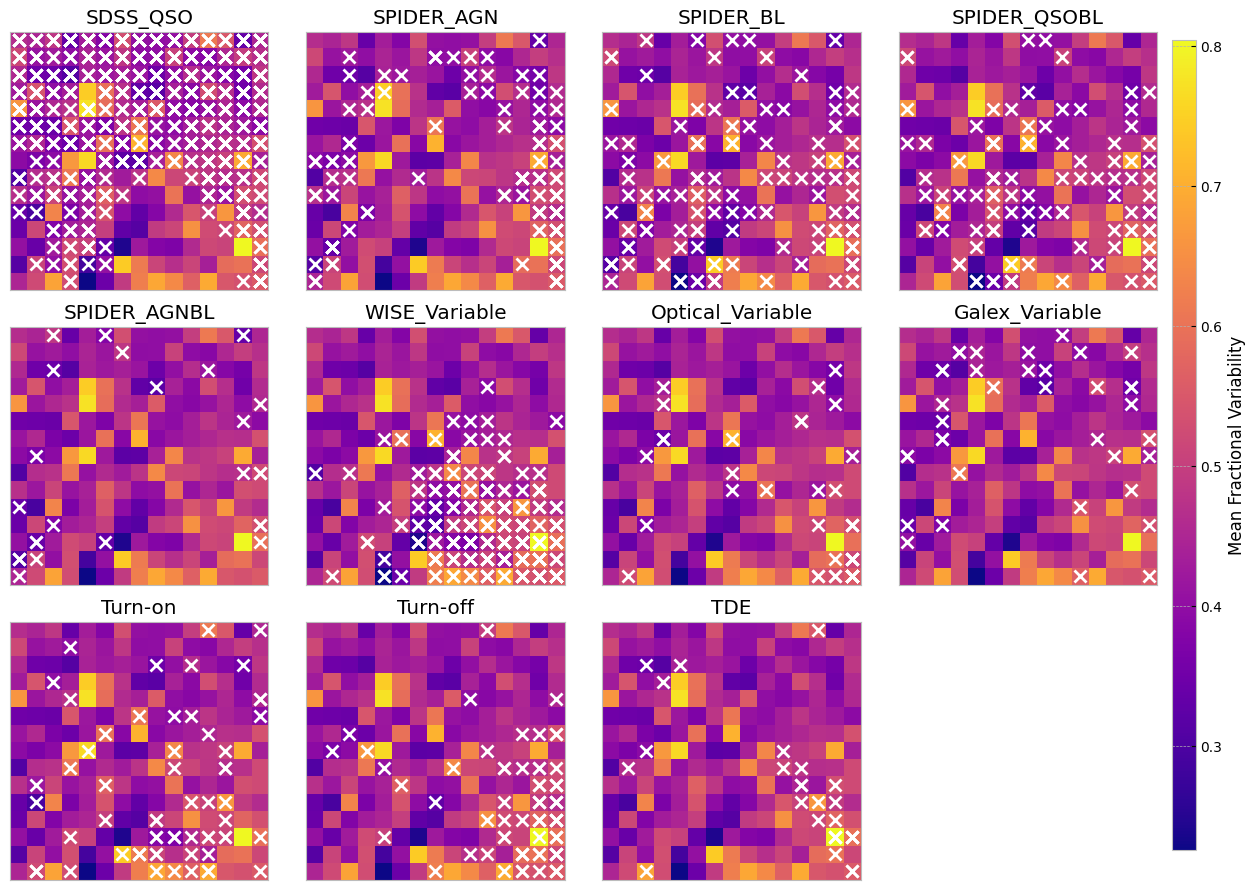 SDSS_QSO SPIDER_AGN SPIDER_BL SPIDER_QSOBL
SPIDER_AGNBL WISE_Variable Optical_Variable Galex_Variable
Turn-on Turn-off TDE
0.8
0.7
0.6
0.5
0.4
0.3
Mean Fractional Variability